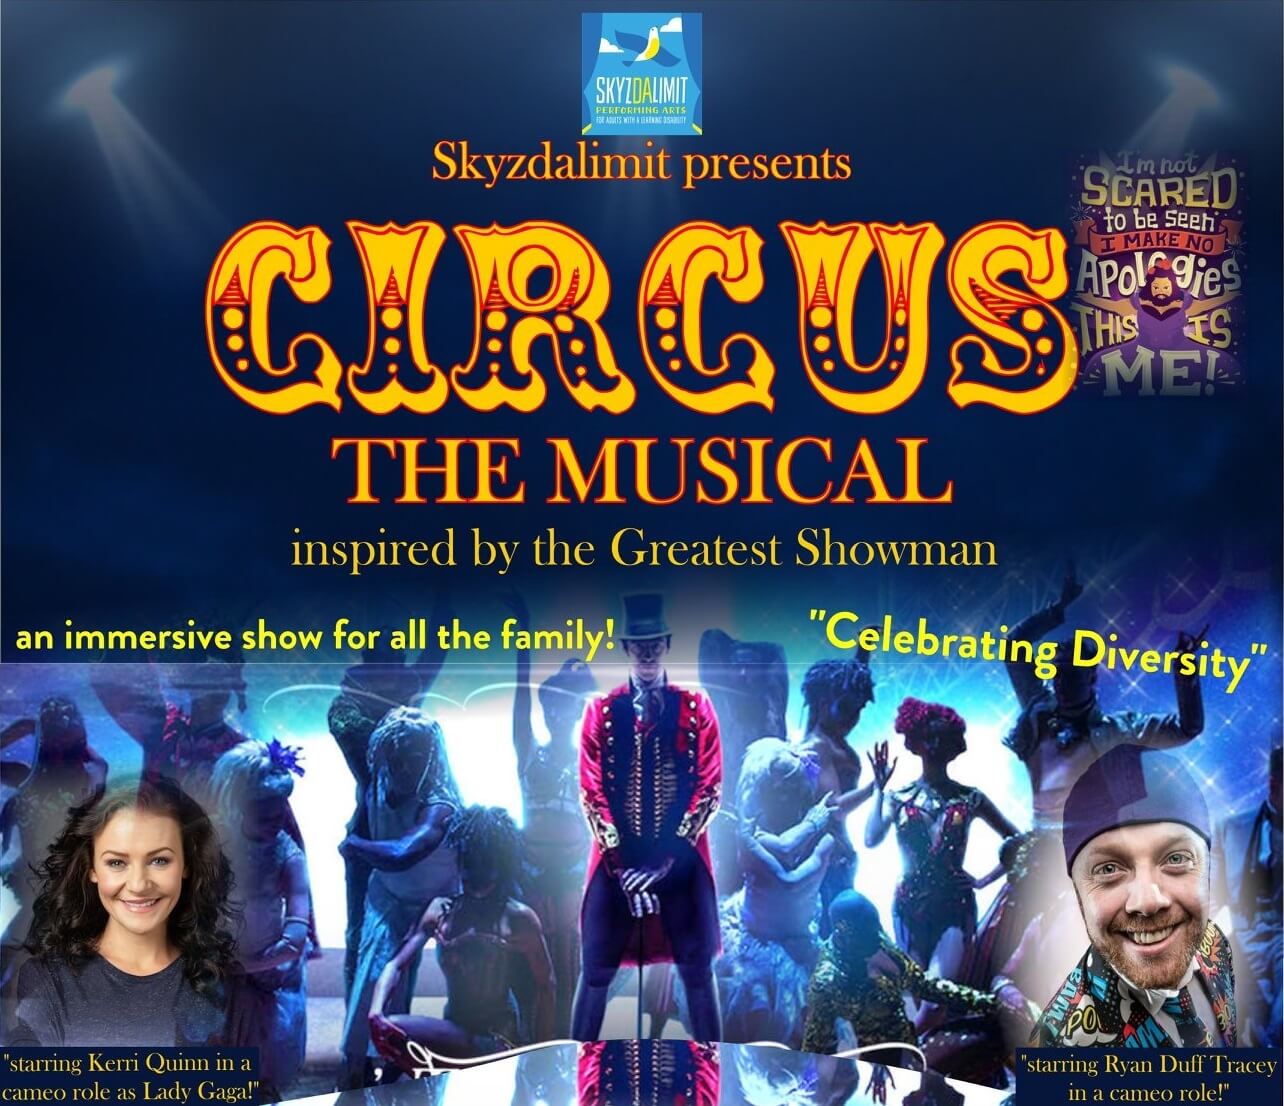 SKYZDALIMIT
PERFORMING ARTS
FOR ADULTS WITH A LEARNING DISABILITY
Skyzdalimit presents
CIRCUS
THE MUSICAL
inspired by the Greatest Showman
I'm not
SCARED
to be seen
I MAKE NO
APOLOGIES
THIS IS
ME!
an immersive show for all the family!
"Celebrating Diversity"
"starring Kerri Quinn in a
cameo role as Lady Gaga!"
"starring Ryan Duff Tracey
in a cameo role!"